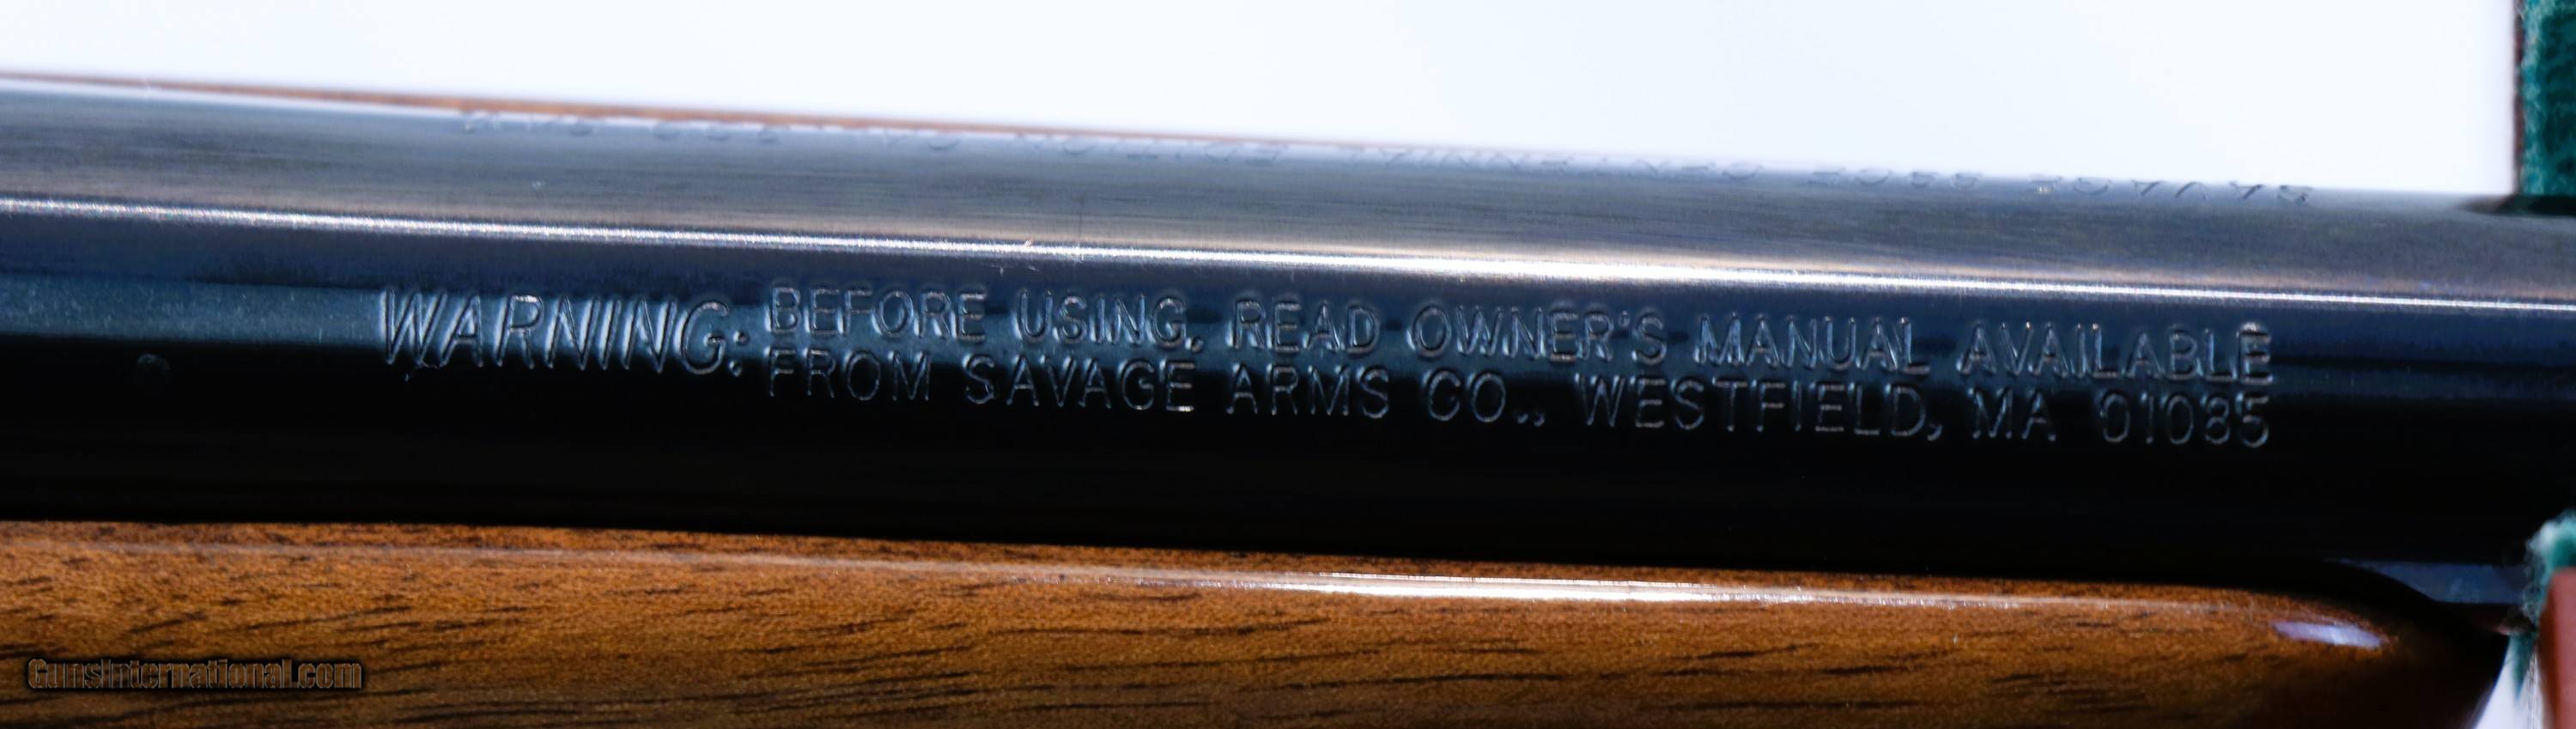 WARNING: BEFORE USING, READ OWNER'S MANUAL AVAILABLE
FROM SAVAGE ARMS CO., WESTFIELD, MA 01085
GunsInternational.com